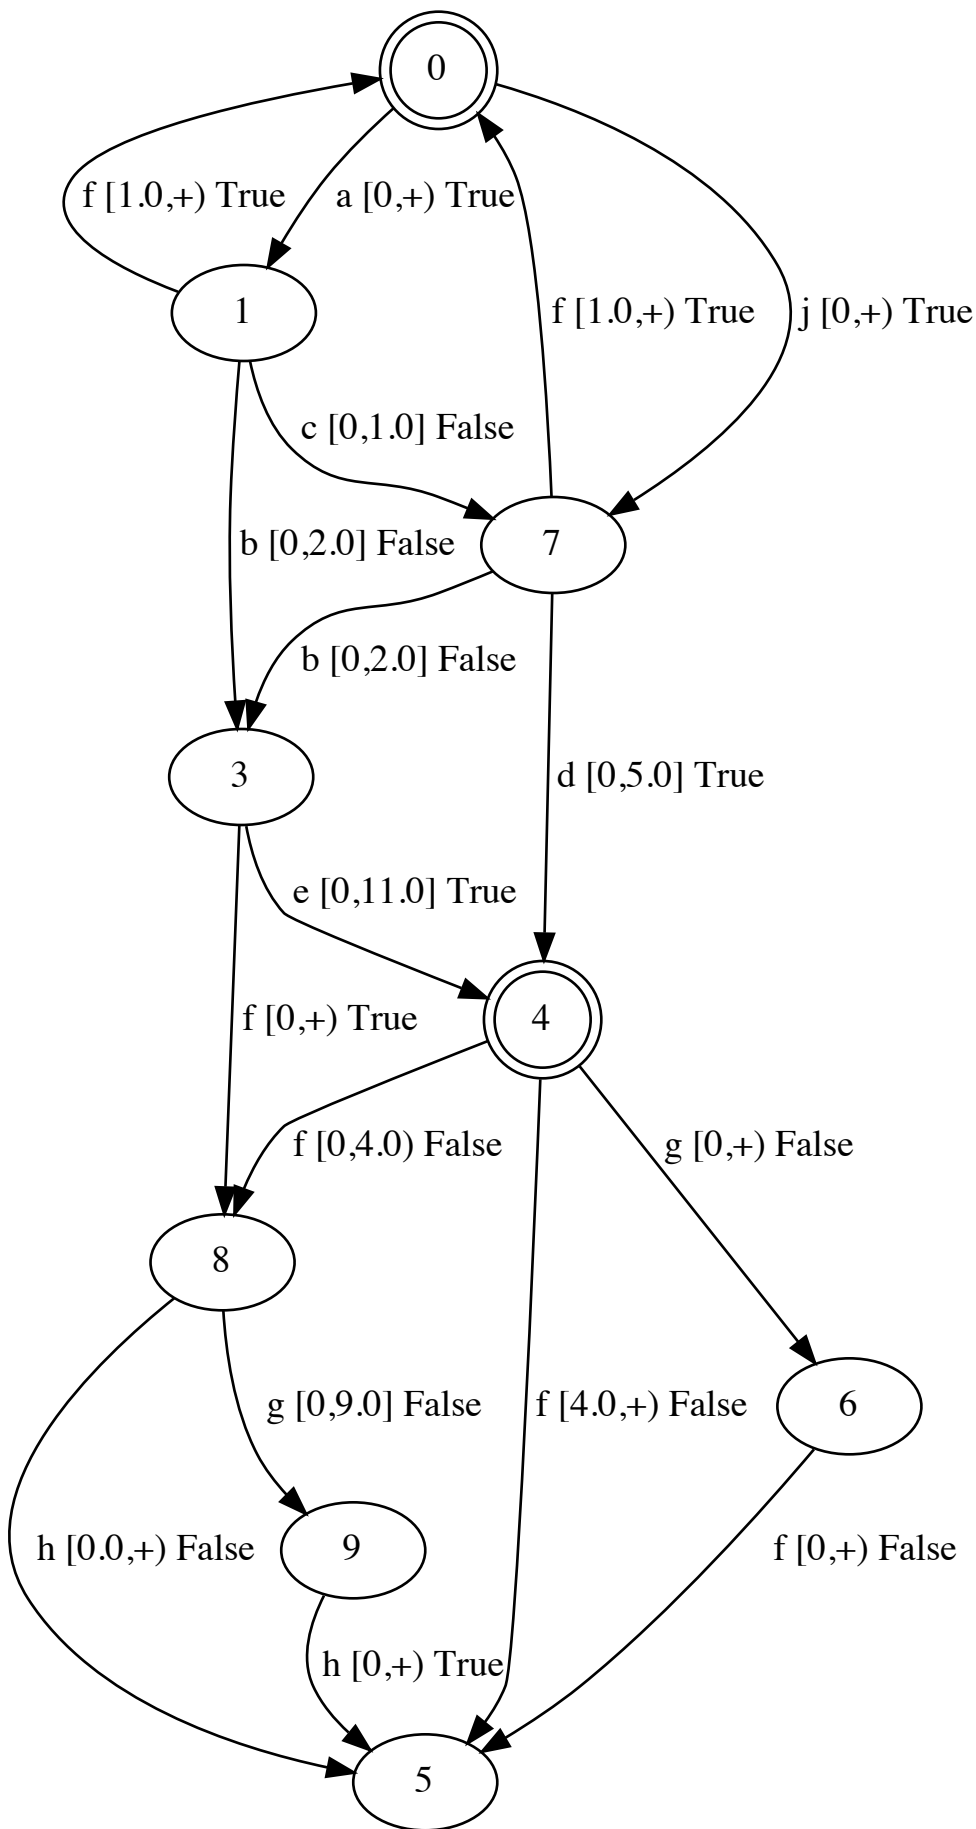 0
f [1.0,+) True
a [0,+) True
1
f [1.0,+) True
j [0,+) True
c [0,1.0] False
b [0,2.0] False
7
b [0,2.0] False
3
d [0,5.0] True
e [0,11.0] True
f [0,+) True
4
f [0,4.0) False
g [0,+) False
8
g [0,9.0] False
f [4.0,+) False
6
h [0.0,+) False
9
f [0,+) False
h [0,+) True
5